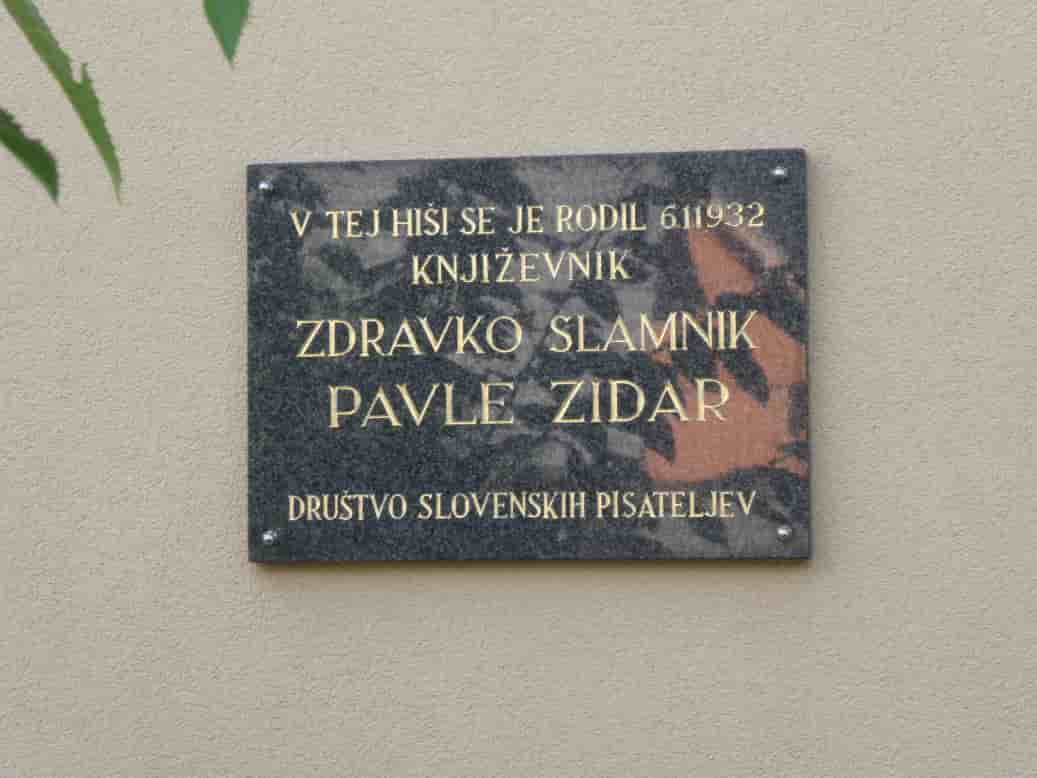 V TEJ HIŠI SE JE RODIL 6.1.1932
KNJIŽEVNIK
ZDRAVKO SLAMNIK
PAVLE ZIDAR
DRUŠTVO SLOVENSKIH PISATELJEV